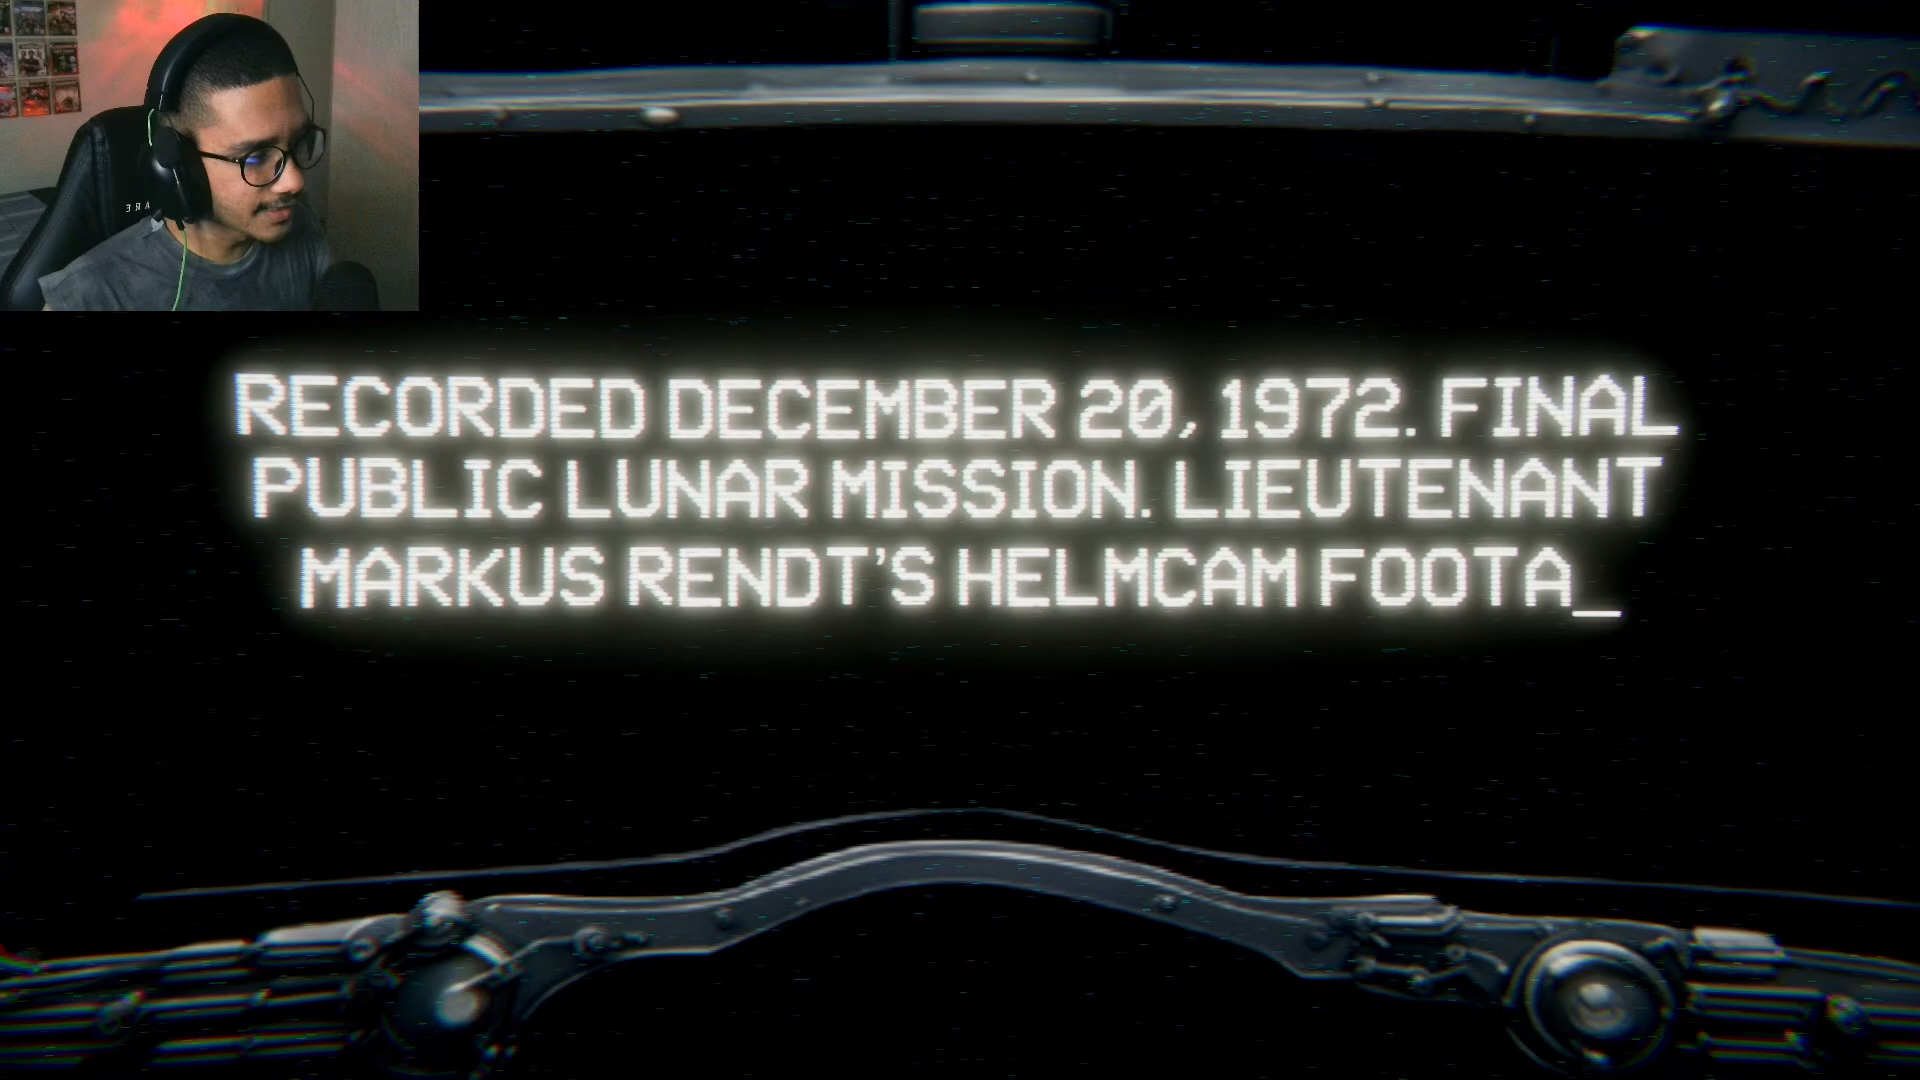 RECORDED DECEMBER 20, 1972. FINAL
PUBLIC LUNAR MISSION. LIEUTENANT
MARKUS RENDT'S HELMCAM FOOTA_